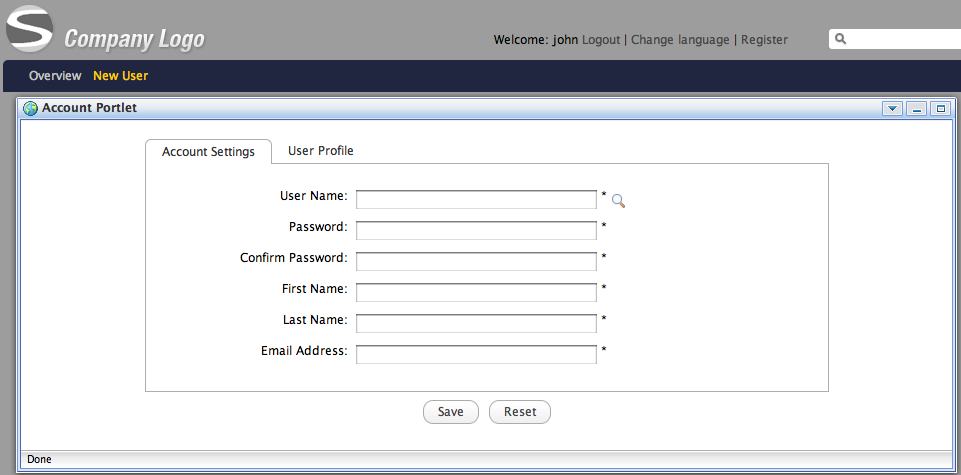 S Company Logo
Welcome: john Logout | Change language | Register
Overview New User
Account Portlet
Account Settings User Profile
User Name: *
Password: *
Confirm Password: *
First Name: *
Last Name: *
Email Address: *
Save Reset
Done